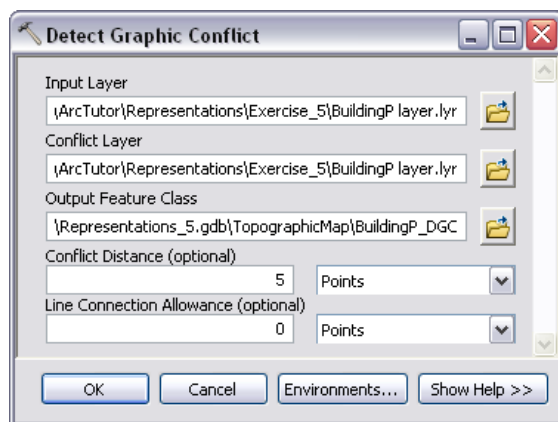 Detect Graphic Conflict
Input Layer
\ArcTutor\Representations\Exercise_5\BuildingP layer.lyr
Conflict Layer
\ArcTutor\Representations\Exercise_5\BuildingP layer.lyr
Output Feature Class
\Representations_5.gdb\TopographicMap\BuildingP_DGC
Conflict Distance (optional)
5 Points
Line Connection Allowance (optional)
0 Points
OK Cancel Environments... Show Help >>